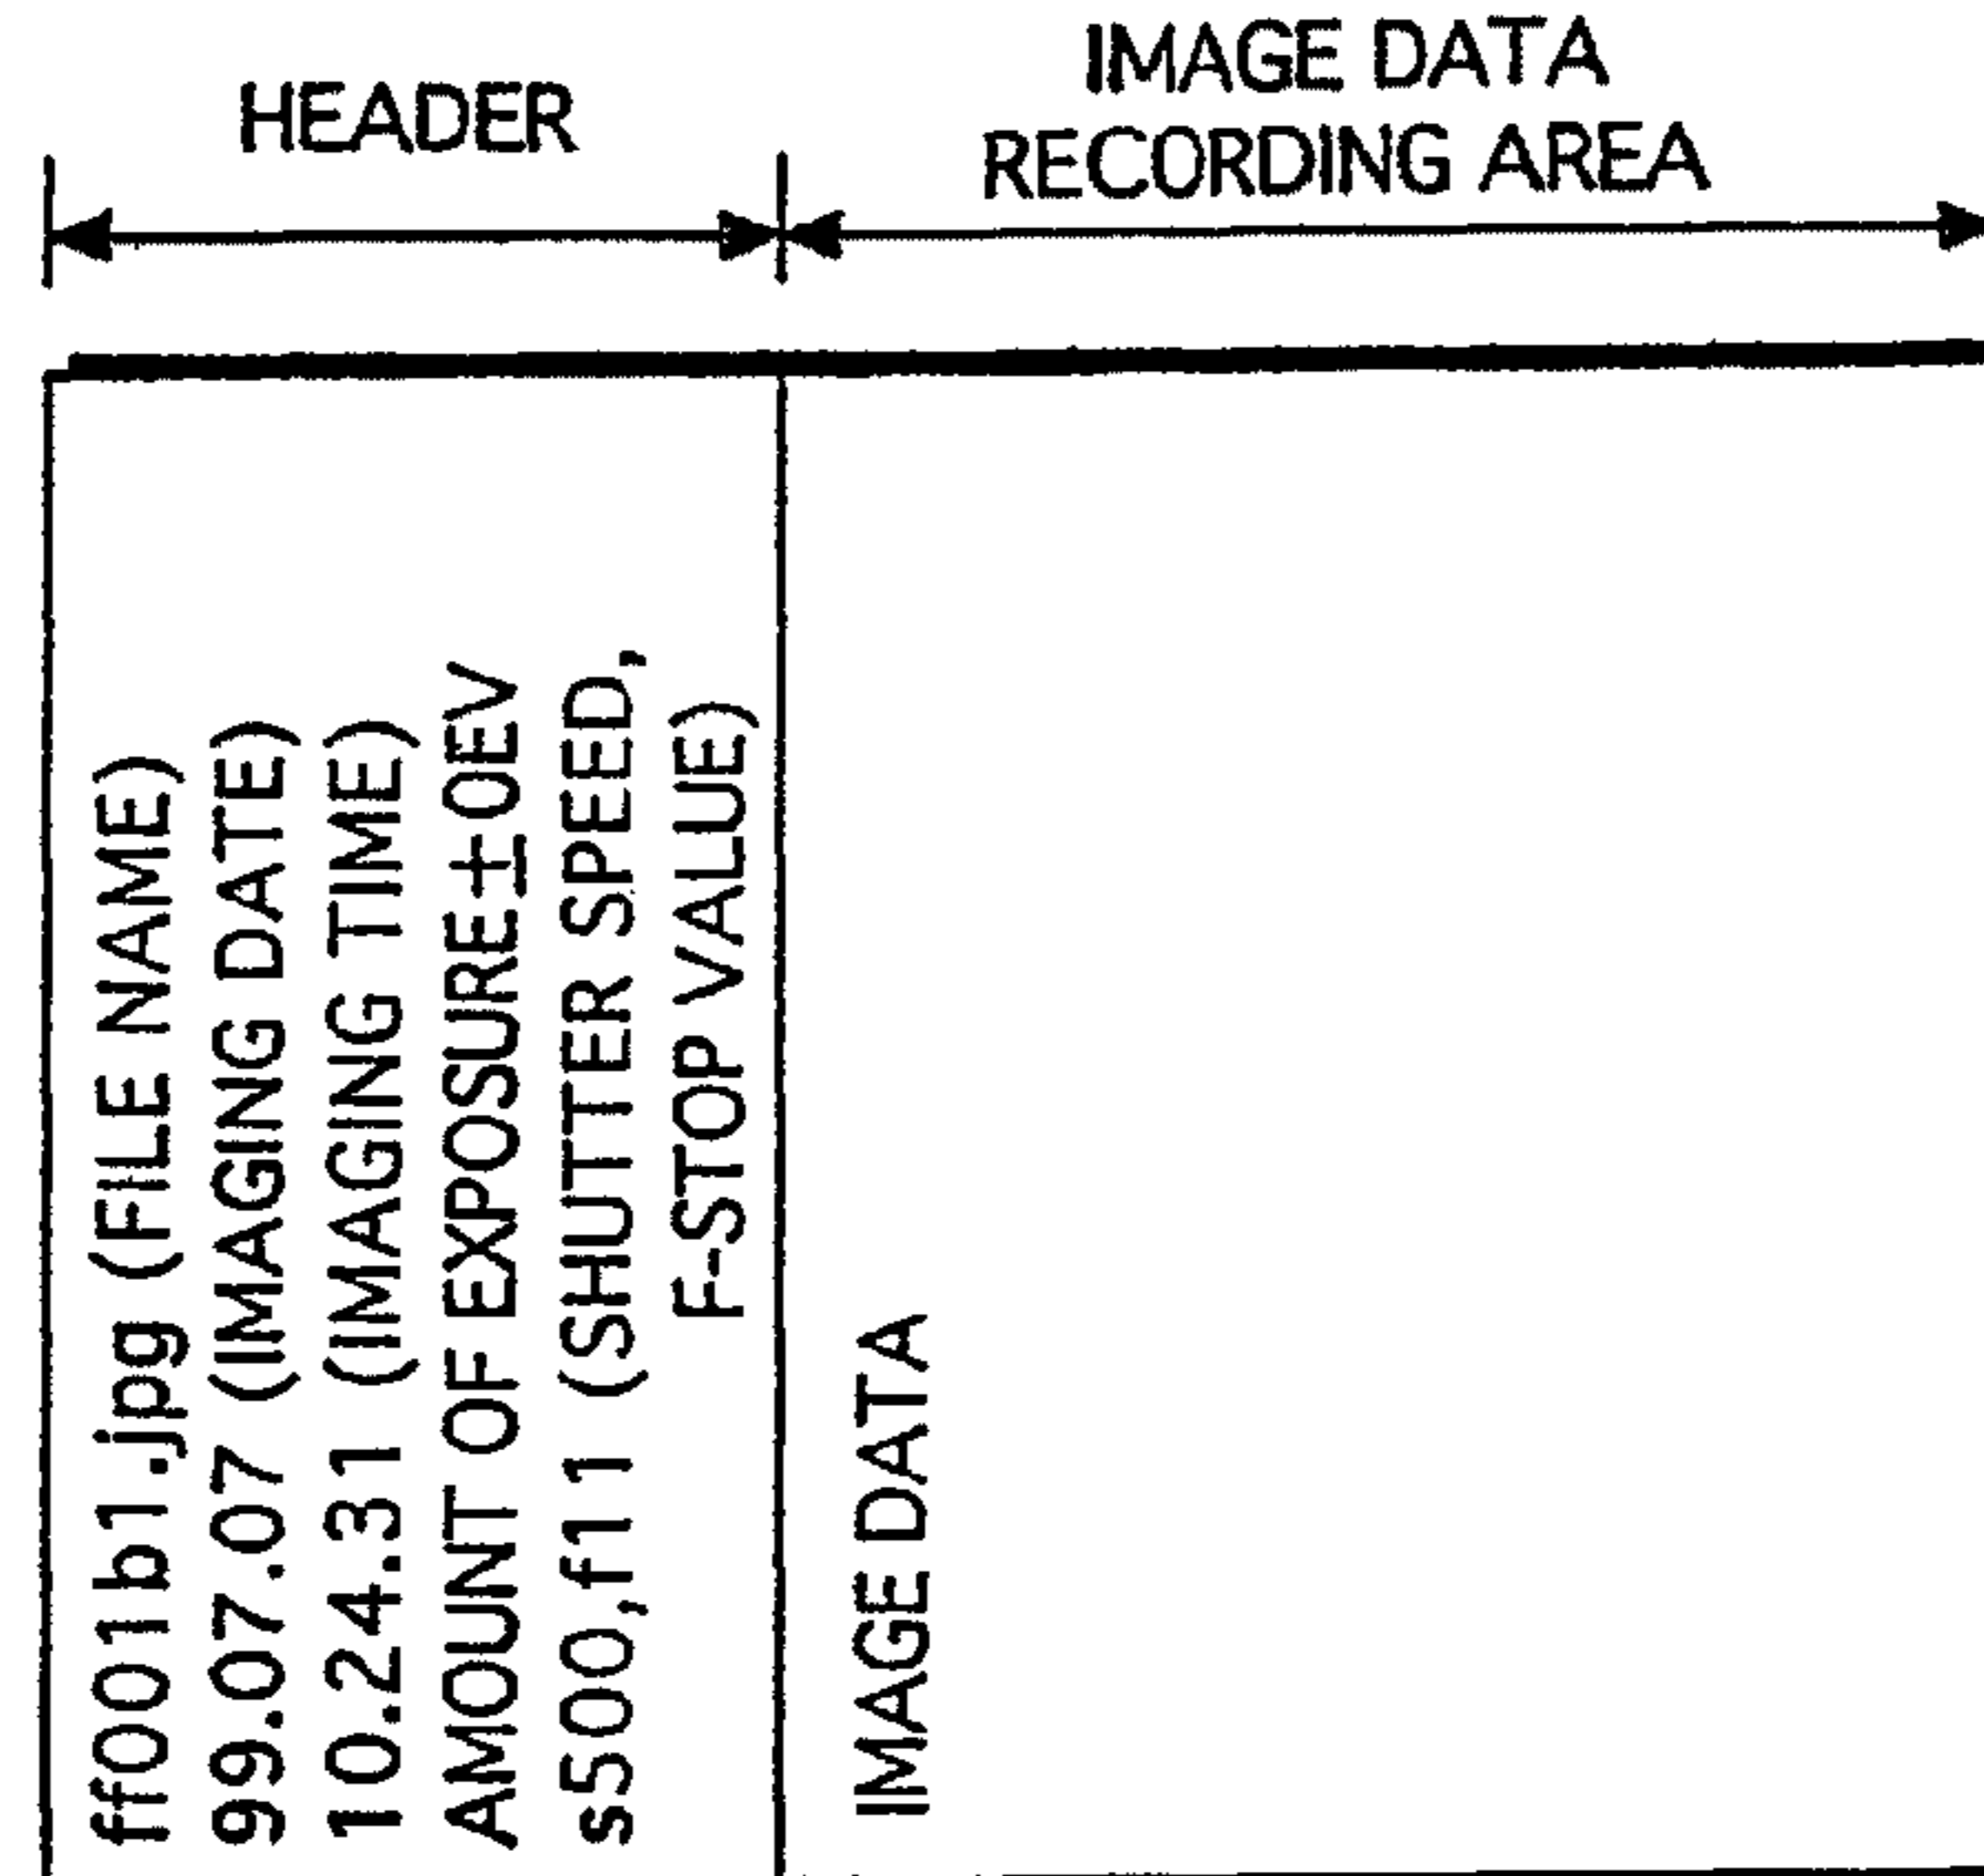 HEADER
IMAGE DATA
RECORDING AREA
ff001b1.jpg (FILE NAME)
99.07.07 (IMAGING DATE)
10.24.31 (IMAGING TIME)
AMOUNT OF EXPOSURE±0EV
s500,f11 (SHUTTER SPEED,
F-STOP VALUE)
IMAGE DATA